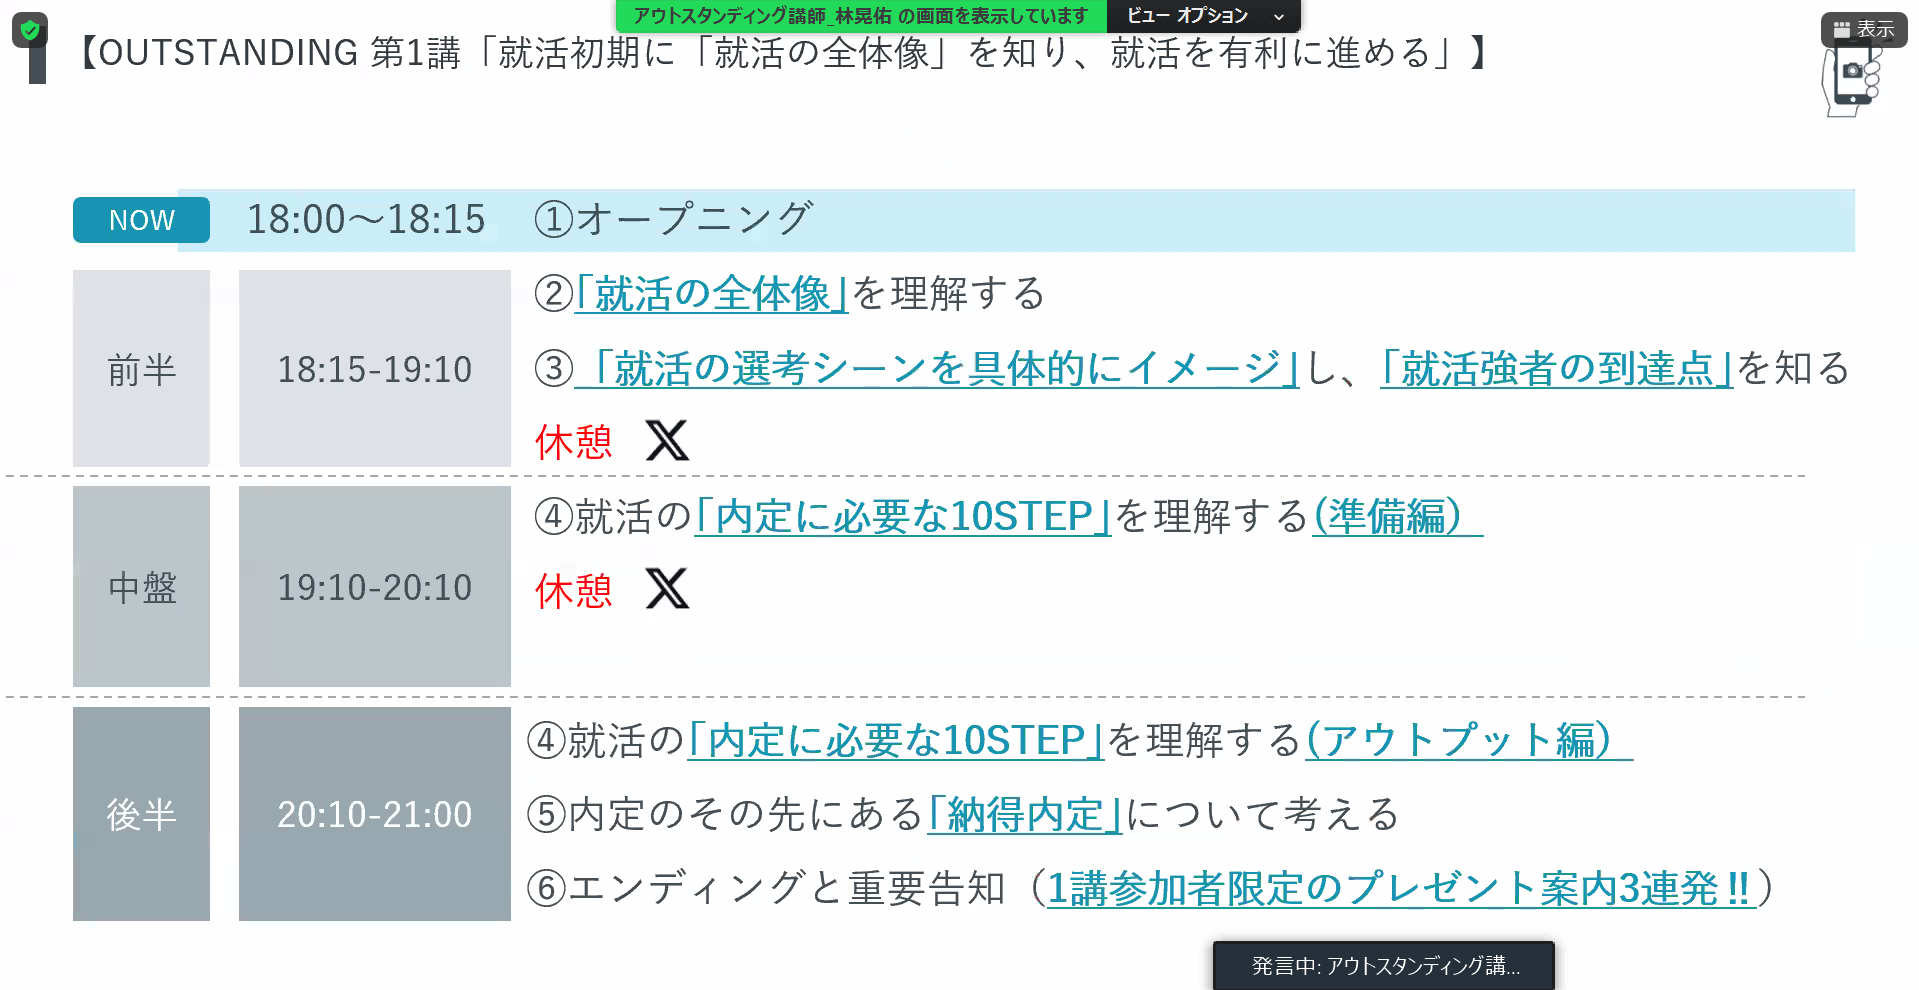 アウトスタンディング講師_林晃佑 の画面を表示しています
ビュー オプション
表示
【OUTSTANDING 第1講「就活初期に「就活の全体像」を知り、就活を有利に進める」】
NOW 18:00～18:15 ①オープニング
②「就活の全体像」を理解する
前半 18:15-19:10 ③「就活の選考シーンを具体的にイメージ」し、「就活強者の到達点」を知る
休憩 X
④就活の「内定に必要な10STEP」を理解する(準備編）
中盤 19:10-20:10
休憩 X
④就活の「内定に必要な10STEP」を理解する(アウトプット編）
後半 20:10-21:00 ⑤内定のその先にある「納得内定」について考える
⑥エンディングと重要告知（1講参加者限定のプレゼント案内3連発‼）
発言中: アウトスタンディング講...